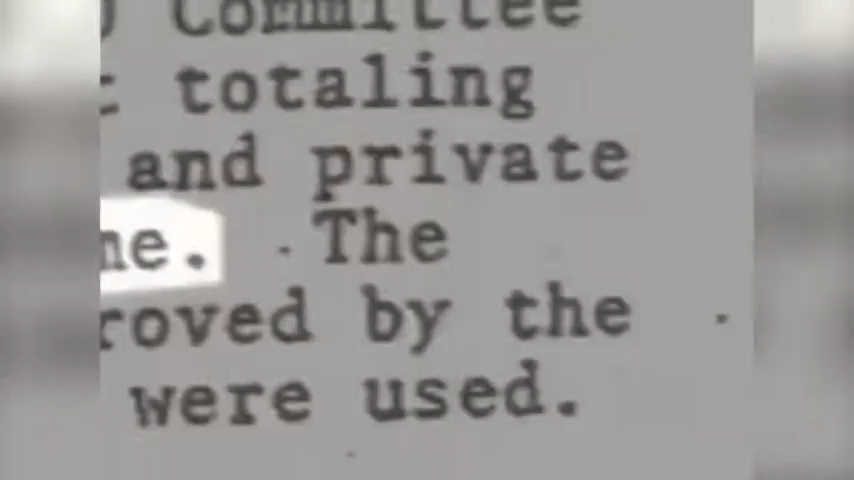 Committee
totaling
and private
ne. The
roved by the
were used.